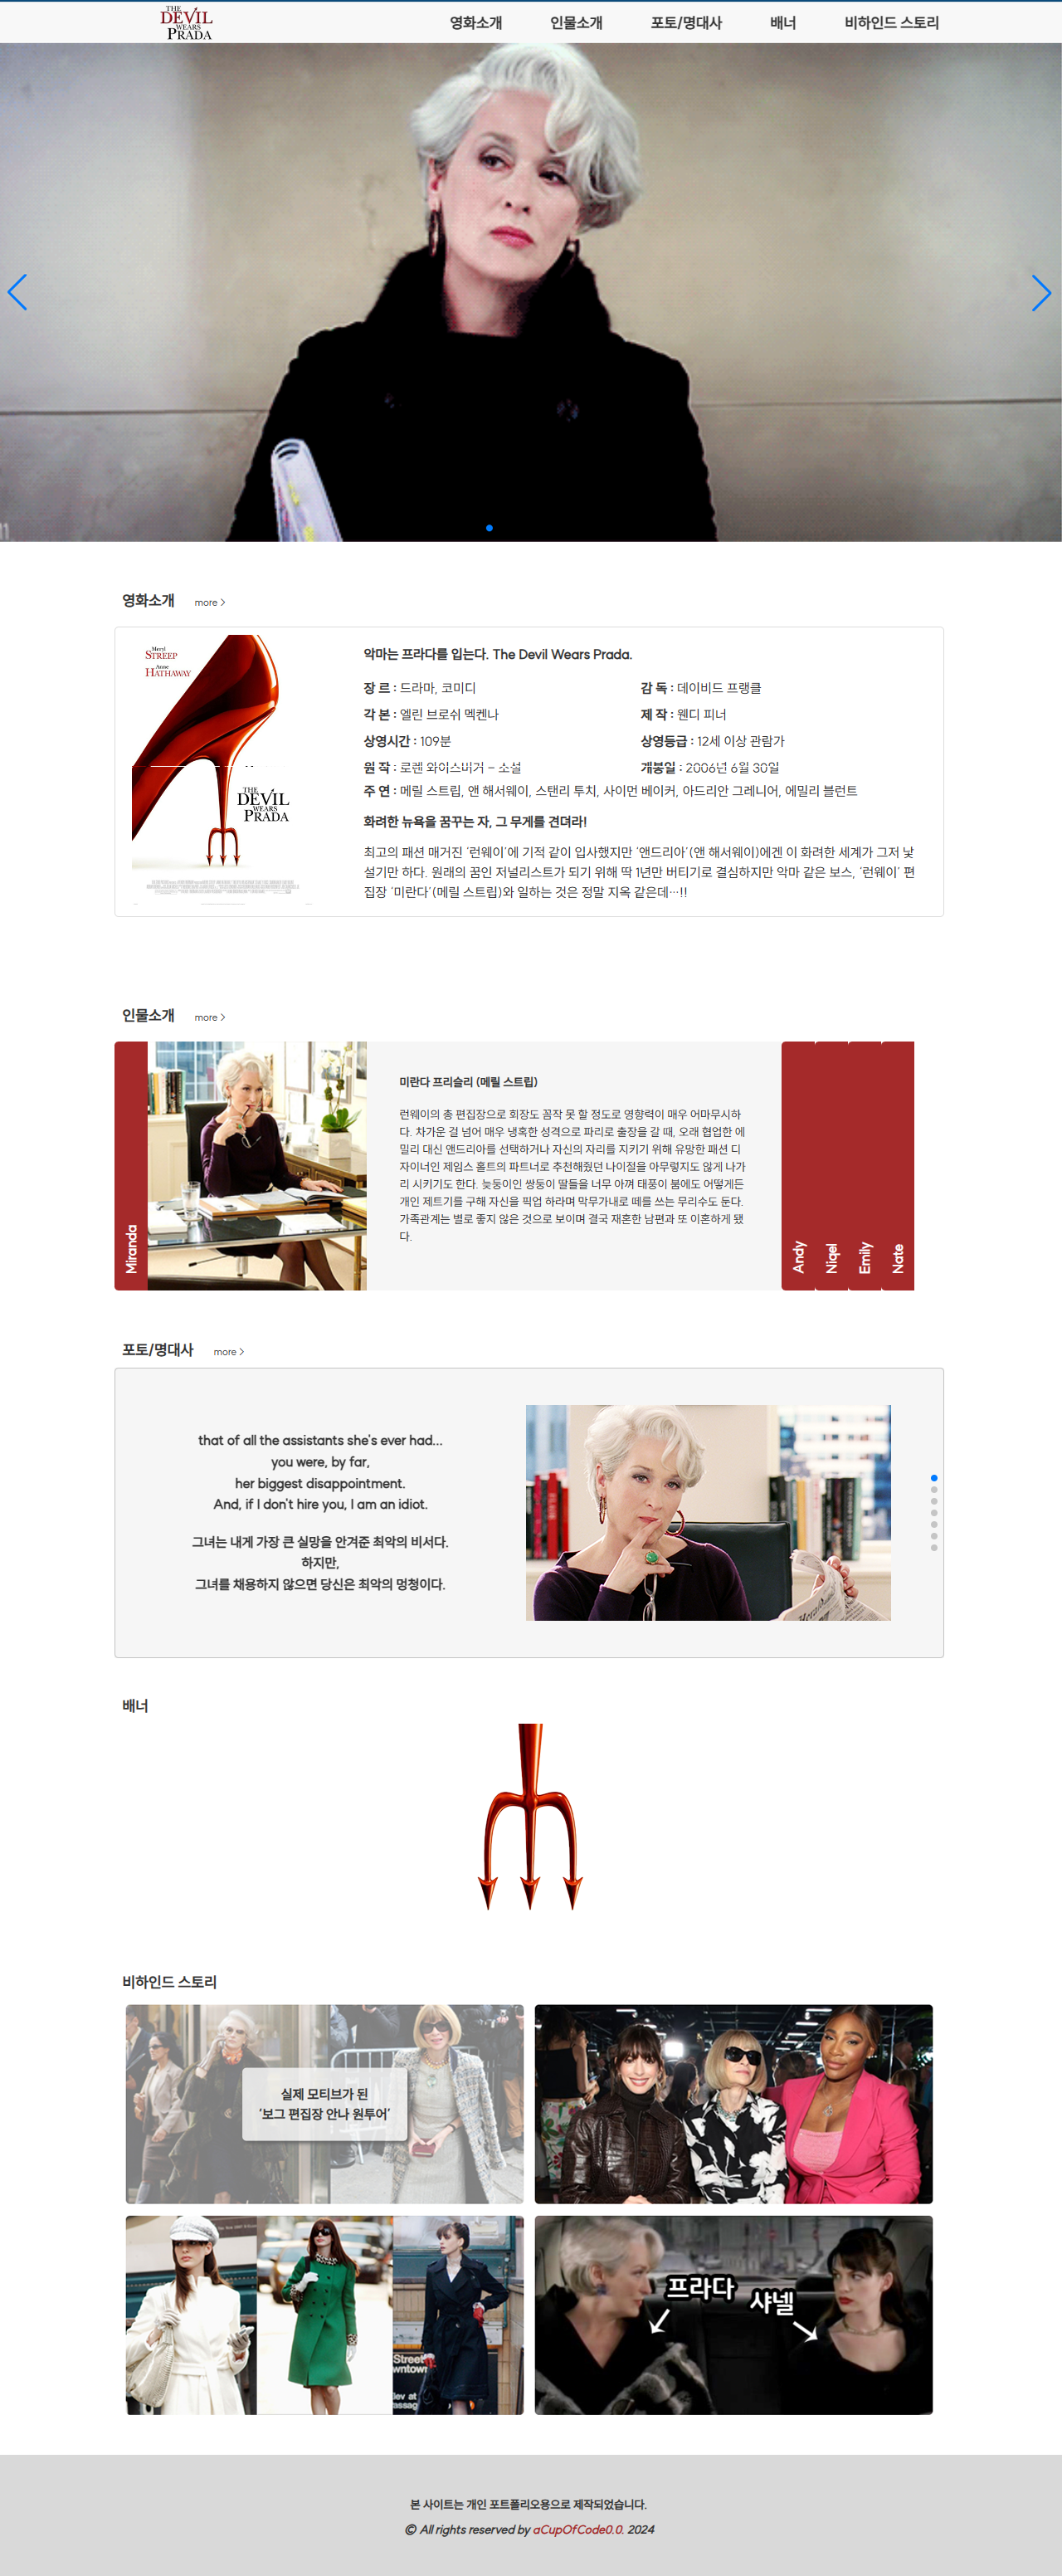 THE
DEVIL
WEARS
PRADA
영화소개 인물소개 포토/명대사 배너 비하인드 스토리
영화소개 more >
Meryl
STREEP
Anne
HATHAWAY
THE
DEVIL
WEARS
PRADA
악마는 프라다를 입는다. The Devil Wears Prada.
장 르 : 드라마, 코미디 감 독 : 데이비드 프랭클
각 본 : 엘린 브로쉬 멕켄나 제 작 : 웬디 피너
상영시간 : 109분 상영등급 : 12세 이상 관람가
원 작 : 로렌 와이스버거 - 소설 개봉일 : 2006년 6월 30일
주 연 : 메릴 스트립, 앤 해서웨이, 스탠리 투치, 사이먼 베이커, 아드리안 그레니어, 에밀리 블런트
화려한 뉴욕을 꿈꾸는 자, 그 무게를 견뎌라!
최고의 패션 매거진 '런웨이'에 기적 같이 입사했지만 '앤드리아'(앤 해서웨이)에겐 이 화려한 세계가 그저 낯
설기만 하다. 원래의 꿈인 저널리스트가 되기 위해 딱 1년만 버티기로 결심하지만 악마 같은 보스, '런웨이' 편
집장 '미란다'(메릴 스트립)와 일하는 것은 정말 지옥 같은데…!!
인물소개 more >
Miranda
미란다 프리슬리 (메릴 스트립)
런웨이의 총 편집장으로 회장도 꼼작 못 할 정도로 영향력이 매우 어마무시하
다. 차가운 걸 넘어 매우 냉혹한 성격으로 파리로 출장을 갈 때, 오래 협업한 에
밀리 대신 앤드리아를 선택하거나 자신의 자리를 지키기 위해 유망한 패션 디
자이너인 제임스 홀트의 파트너로 추천해줬던 나이절을 아무렇지도 않게 나가
리 시키기도 한다. 늦둥이인 쌍둥이 딸들을 너무 아껴 태풍이 붐에도 어떻게든
개인 제트기를 구해 자신을 픽업 하라며 막무가내로 떼를 쓰는 무리수도 둔다.
가족관계는 별로 좋지 않은 것으로 보이며 결국 재혼한 남편과 또 이혼하게 됐
다.
Andy
Niqel
Emily
Nate
포토/명대사 more >
that of all the assistants she's ever had...
you were, by far,
her biggest disappointment.
And, if I don't hire you, I am an idiot.
그녀는 내게 가장 큰 실망을 안겨준 최악의 비서다.
하지만,
그녀를 채용하지 않으면 당신은 최악의 멍청이다.
배너
비하인드 스토리
실제 모티브가 된
'보그 편집장 안나 윈투어'
Street
프라다
샤넬
본 사이트는 개인 포트폴리오용으로 제작되었습니다.
© All rights reserved by aCupOfCode0.0. 2024